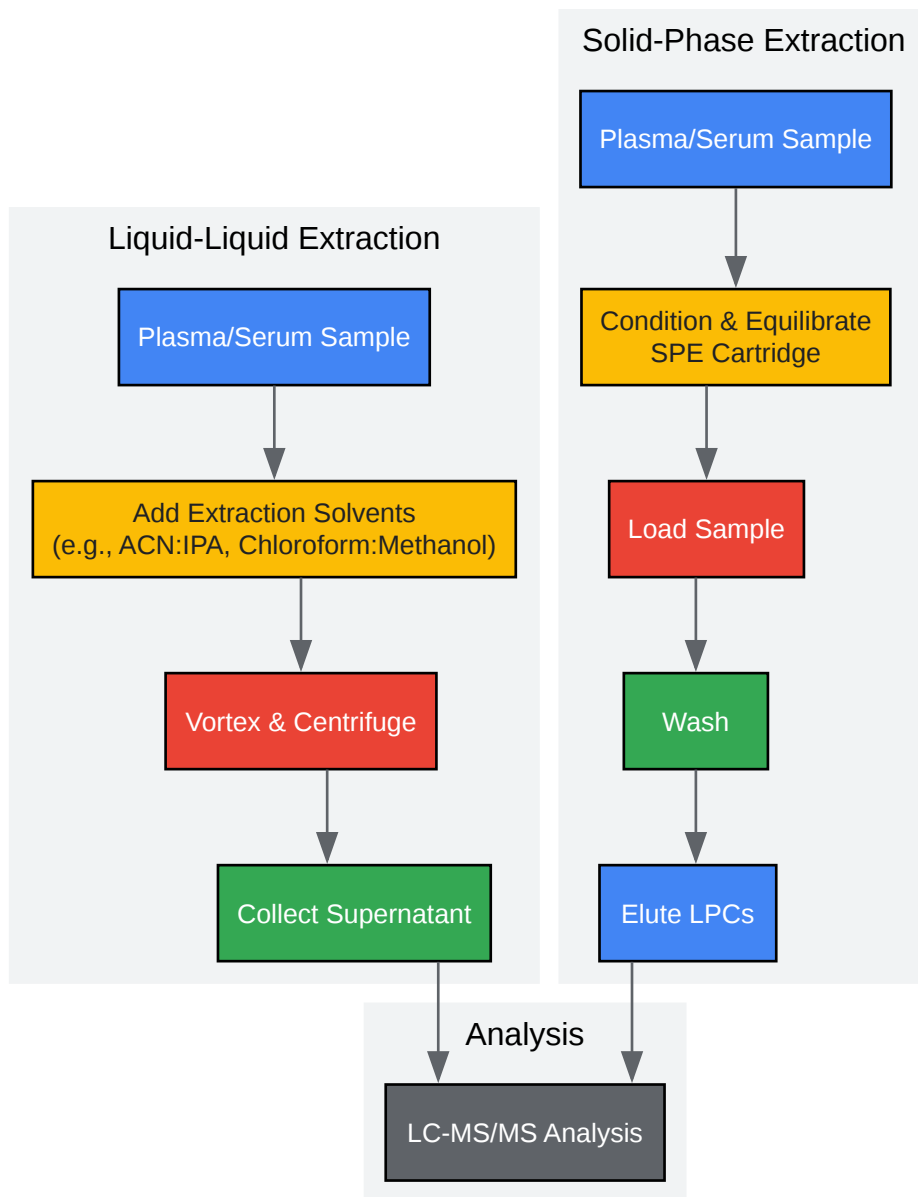 Liquid-Liquid Extraction
Plasma/Serum Sample
Add Extraction Solvents
(e.g., ACN:IPA, Chloroform:Methanol)
Vortex & Centrifuge
Collect Supernatant
Solid-Phase Extraction
Plasma/Serum Sample
Condition & Equilibrate
SPE Cartridge
Load Sample
Wash
Elute LPCs
Analysis
LC-MS/MS Analysis